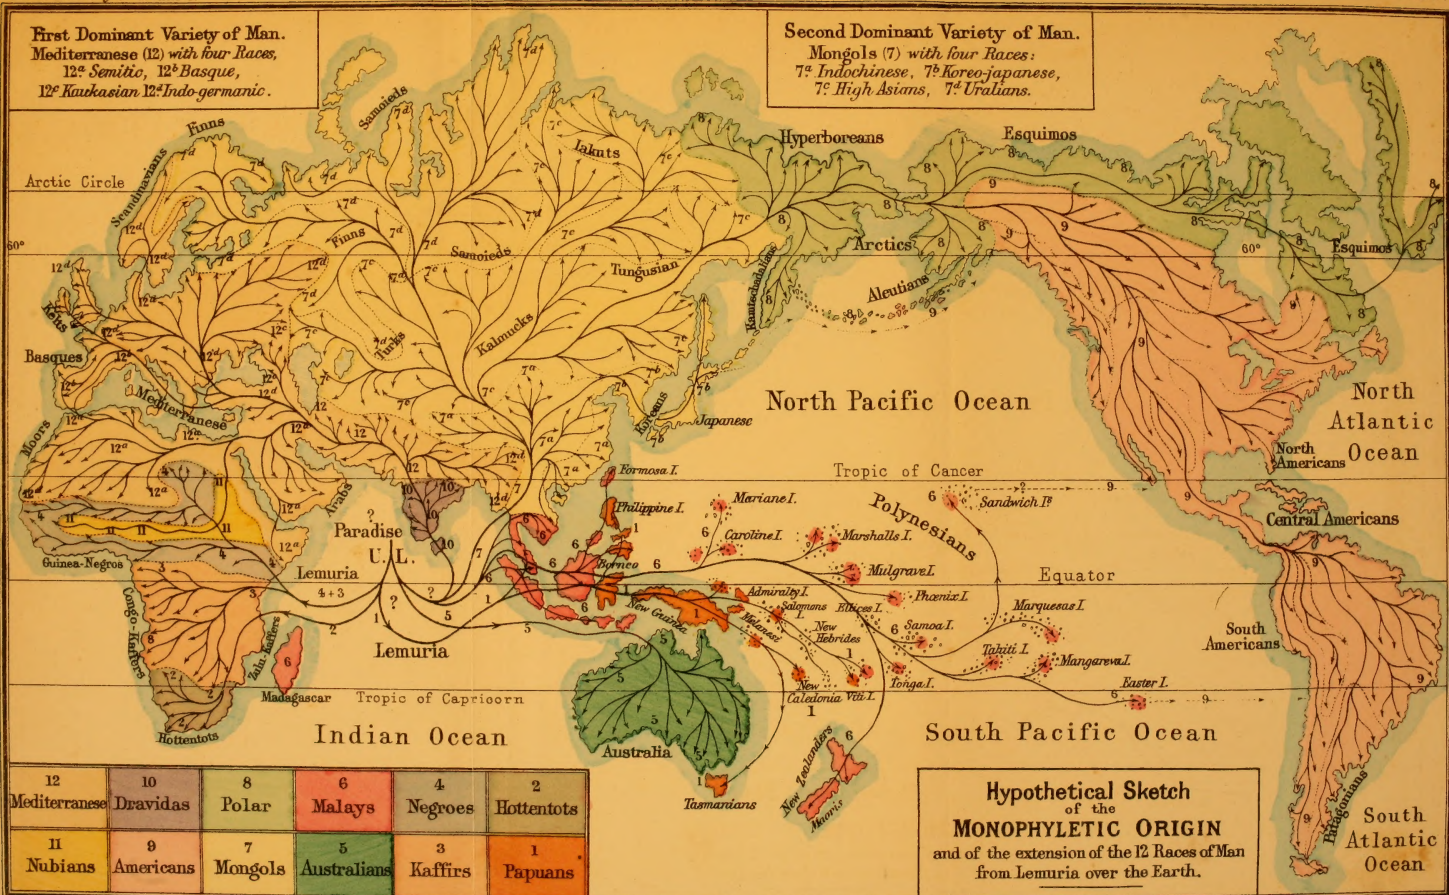 First Dominant Variety of Man.
Mediterranese (12) with four Races,
12a Semitic, 12b Basque,
12c Kaukasian 12d Indo-germanic.
Second Dominant Variety of Man.
Mongols (7) with four Races:
7a Indochinese, 7b Koreo-japanese,
7c High Asians, 7d Uralians.
Samoieds
Finns
Scandinavians
Iakuts
Hyperboreans
Esquimos
Arctic Circle
60°
Finns
Samoieds
Tungusian
Arctics
60°
Esquimos
Kamtschadalians
Aleutians
Kelts
Turks
Kalmucks
Basques
Mediterranese
Koreans
Japanese
North Pacific Ocean
North
Atlantic
Ocean
Moors
North
Americans
Formosa I.
Tropic of Cancer
Arabs
?
Paradise
U. L.
Philippine I.
Mariane I.
Polynesians
Sandwich Is
Central Americans
Caroline I.
Marshalls I.
Guinea-Negros
Lemuria
4+3
Borneo
Mulgrave I.
Equator
New Guinea
Admiralty I.
Phœnix I.
Congo-Kaffers
Zulu Kaffers
Lemuria
Salomons I.
Ellices I.
Marquesas I.
Melanesi
New
Hebrides
Samoa I.
South
Americans
Tahiti I.
Mangareva I.
Madagascar
Tropic of Capricorn
New
Caledonia
Viti I.
Tonga I.
Easter I.
Hottentots
Indian Ocean
Australia
South Pacific Ocean
New Zealanders
Maoris
Tasmanians
Patagonians
South
Atlantic
Ocean
12 10 8 6 4 2
Mediterranese Dravidas Polar Malays Negroes Hottentots
11 9 7 5 3 1
Nubians Americans Mongols Australians Kaffirs Papuans
Hypothetical Sketch
of the
MONOPHYLETIC ORIGIN
and of the extension of the 12 Races of Man
from Lemuria over the Earth.